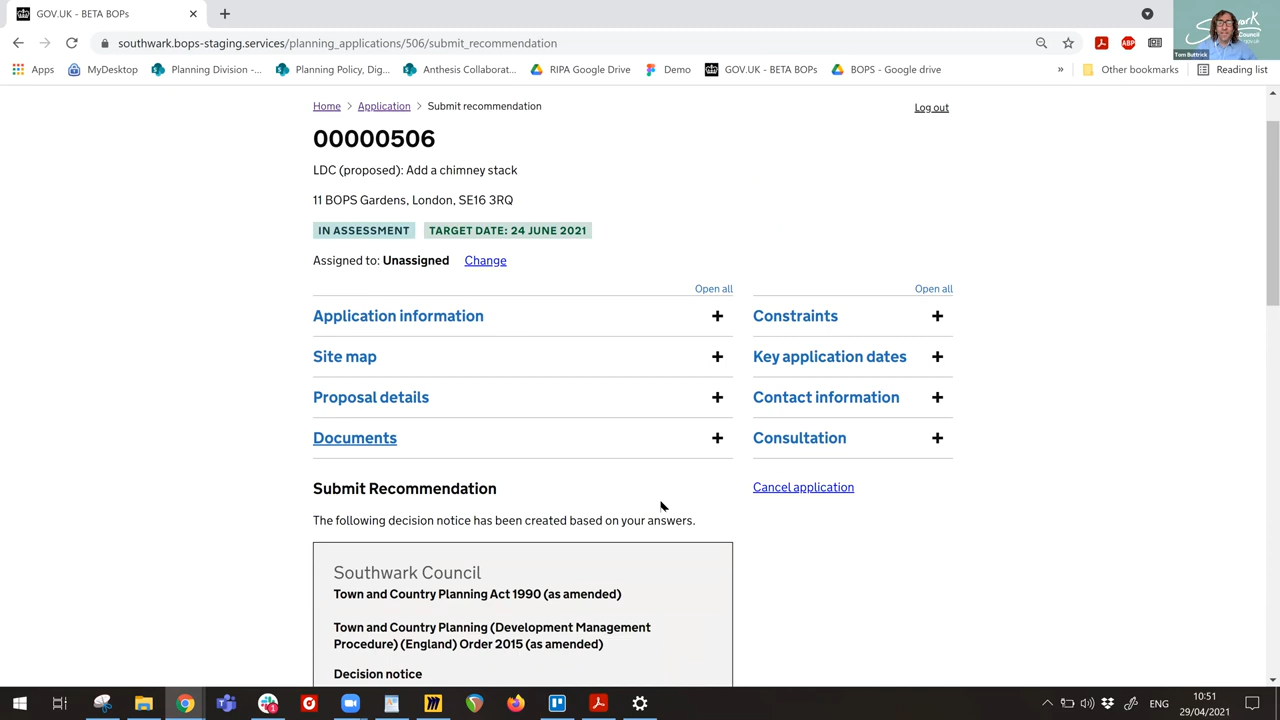 GOV.UK - BETA BOPs
southwark.bops-staging.services/planning_applications/506/submit_recommendation
Apps
MyDesktop
Planning Division -...
Planning Policy, Dig...
Anthesis Collaborat...
RIPA Google Drive
Demo
GOV.UK - BETA BOPs
BOPS - Google drive
»
Other bookmarks
Reading list
ABP
Southwark
Council
Tom Buttrick
Home > Application > Submit recommendation
Log out
00000506
LDC (proposed): Add a chimney stack
11 BOPS Gardens, London, SE16 3RQ
IN ASSESSMENT TARGET DATE: 24 JUNE 2021
Assigned to: Unassigned Change
Open all
Application information +
Site map +
Proposal details +
Documents +
Open all
Constraints +
Key application dates +
Contact information +
Consultation +
Cancel application
Submit Recommendation
The following decision notice has been created based on your answers.
Southwark Council
Town and Country Planning Act 1990 (as amended)
Town and Country Planning (Development Management
Procedure) (England) Order 2015 (as amended)
Decision notice
ENG
10:51
29/04/2021